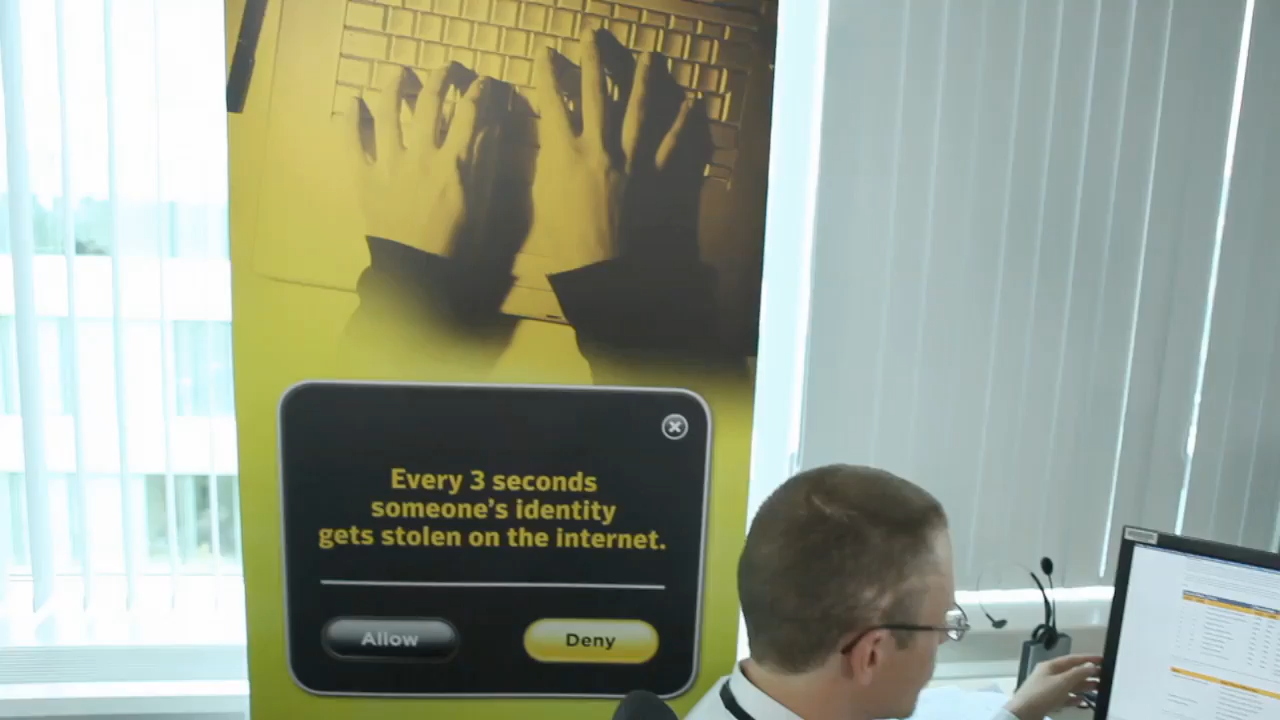 Every 3 seconds
someone's identity
gets stolen on the internet.
Allow
Deny